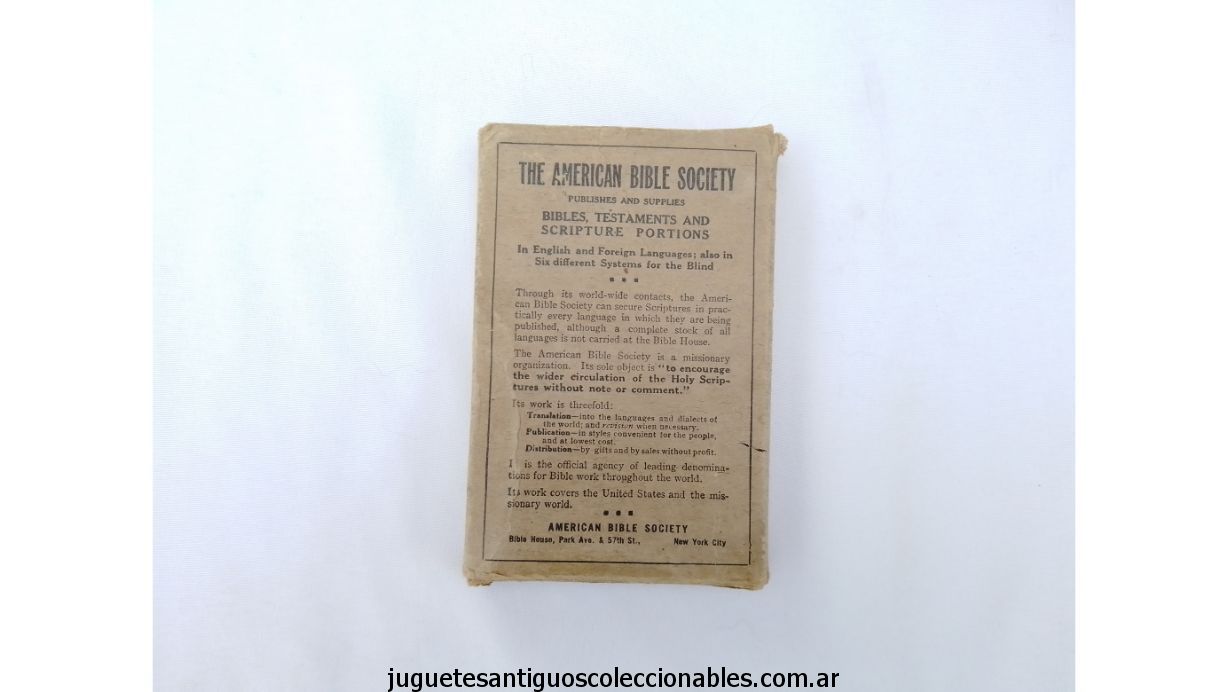 THE AMERICAN BIBLE SOCIETY
PUBLISHES AND SUPPLIES
BIBLES, TESTAMENTS AND
SCRIPTURE PORTIONS
In English and Foreign Languages; also in
Six different Systems for the Blind
Through its world-wide contacts, the Ameri-
can Bible Society can secure Scriptures in prac-
tically every language in which they are being
published, although a complete stock of all
languages is not carried at the Bible House.
The American Bible Society is a missionary
organization. Its sole object is "to encourage
the wider circulation of the Holy Scrip-
tures without note or comment."
Its work is threefold:
Translation—into the languages and dialects of
the world; and revision when necessary.
Publication—in styles convenient for the people,
and at lowest cost.
Distribution—by gifts and by sales without profit.
I is the official agency of leading denomina-
tions for Bible work throughout the world.
Its work covers the United States and the mis-
sionary world.
AMERICAN BIBLE SOCIETY
Bible House, Park Ave. & 57th St., New York City
juguetesantiguoscoleccionables.com.ar